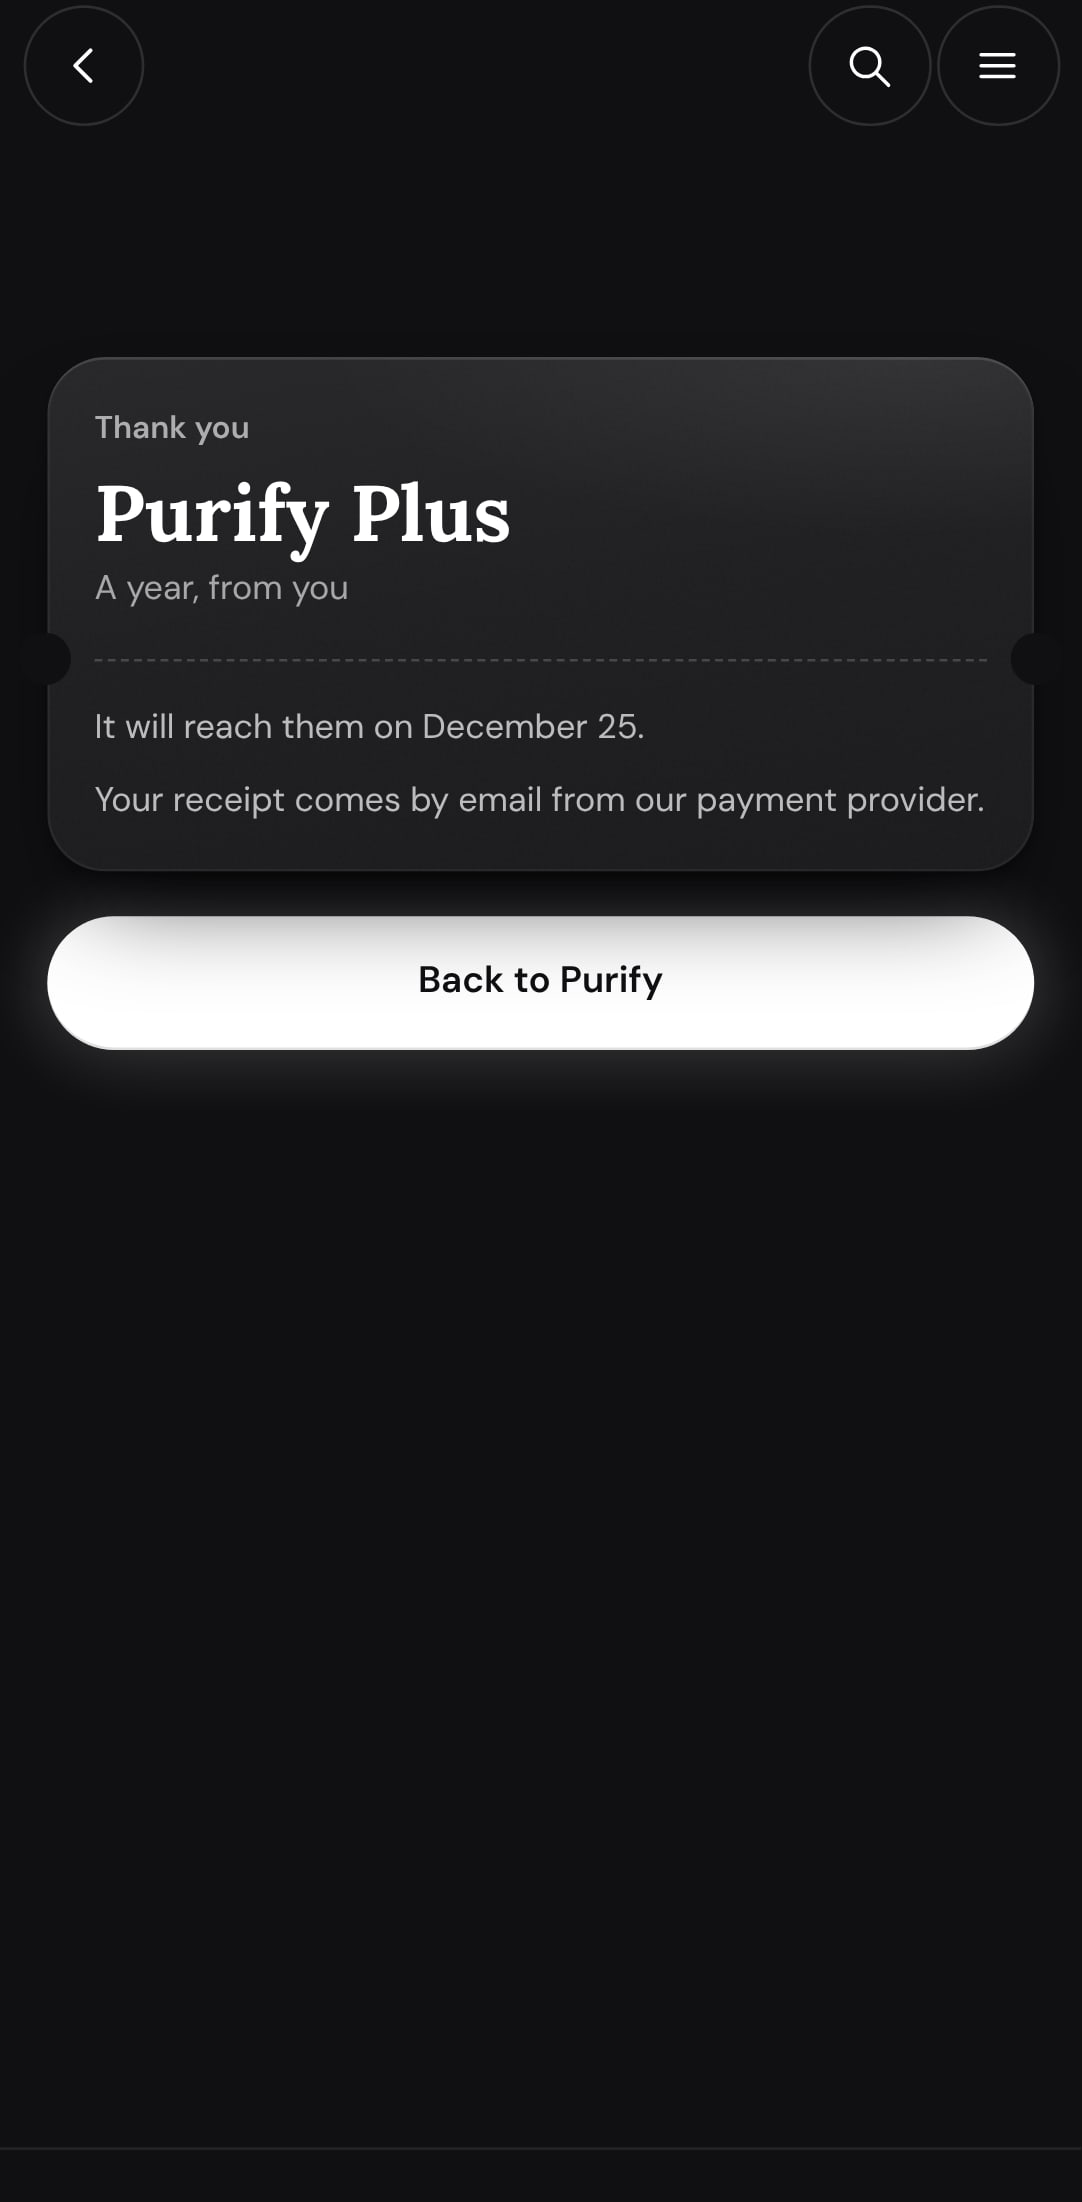 Thank you
Purify Plus
A year, from you
It will reach them on December 25.
Your receipt comes by email from our payment provider.
Back to Purify